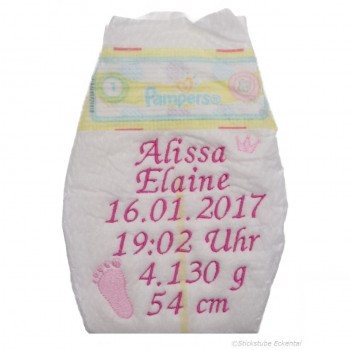 Pampers
Alissa
Elaine
16.01.2017
19:02 Uhr
4.130 g
54 cm
©Stickstube Eckental